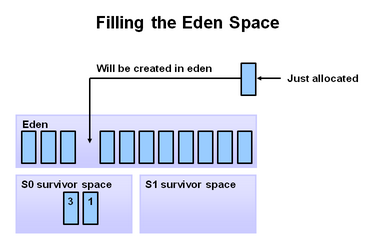 Filling the Eden Space
Will be created in eden
Just allocated
Eden
S0 survivor space
S1 survivor space
3 1